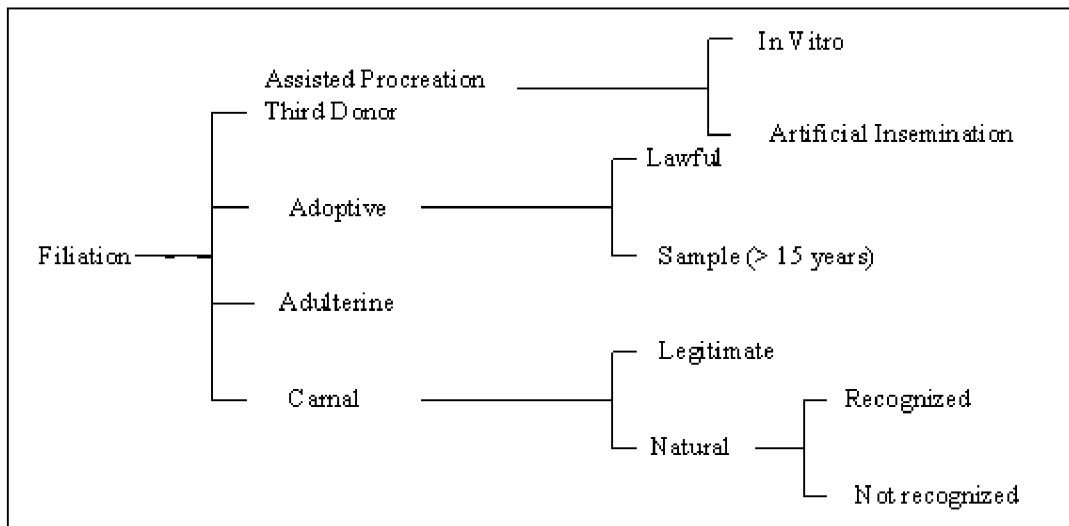 In Vitro
Assisted Procreation
Third Donor
Artificial Insemination
Lawful
Adoptive
Filiation
Sample (> 15 years)
Adulterine
Legitimate
Carnal
Recognized
Natural
Not recognized